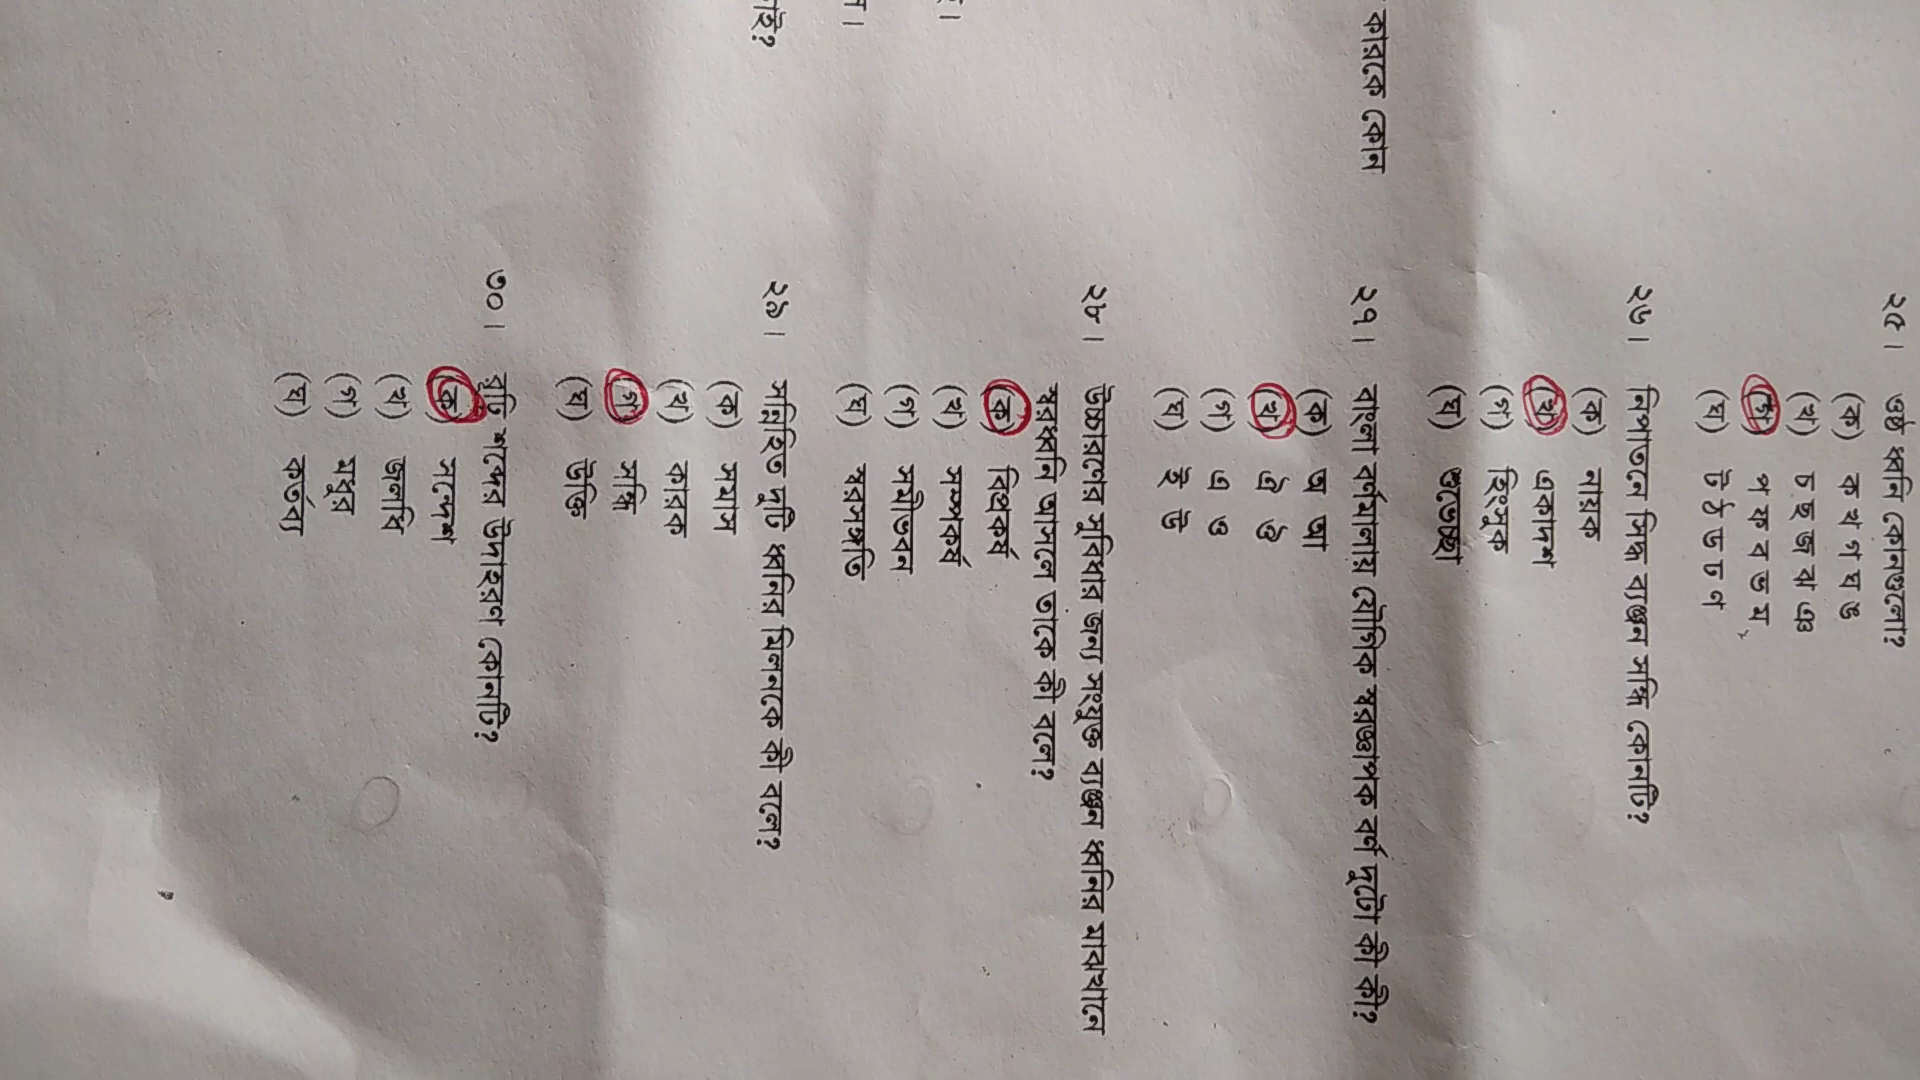 কারকে কোন
২৫। ওষ্ঠ ধ্বনি কোনগুলো?
(ক) ক খ গ ঘ ঙ
(খ) চ ছ জ ঝ ঞ
(গ) প ফ ব ভ ম
(ঘ) ট ঠ ড ঢ ণ
২৬। নিপাতনে সিদ্ধ ব্যঞ্জন সন্ধি কোনটি?
(ক) নায়ক
(খ) একাদশ
(গ) হিংসুক
(ঘ) শুভেচ্ছা
২৭। বাংলা বর্ণমালায় যৌগিক স্বরজ্ঞাপক বর্ণ দুটো কী কী?
(ক) অ আ
(খ) ঐ ঔ
(গ) এ ও
(ঘ) ই উ
২৮। উচ্চারণের সুবিধার জন্য সংযুক্ত ব্যঞ্জন ধ্বনির মাঝখানে
স্বরধ্বনি আসলে তাকে কী বলে?
(ক) বিপ্রকর্ষ
(খ) সম্প্রকর্ষ
(গ) সমীভবন
(ঘ) স্বরসঙ্গতি
২৯। সন্নিহিত দুটি ধ্বনির মিলনকে কী বলে?
(ক) সমাস
(খ) কারক
(গ) সন্ধি
(ঘ) উক্তি
৩০। রূঢ়ি শব্দের উদাহরণ কোনটি?
(ক) সন্দেশ
(খ) জলধি
(গ) মধুর
(ঘ) কর্তব্য